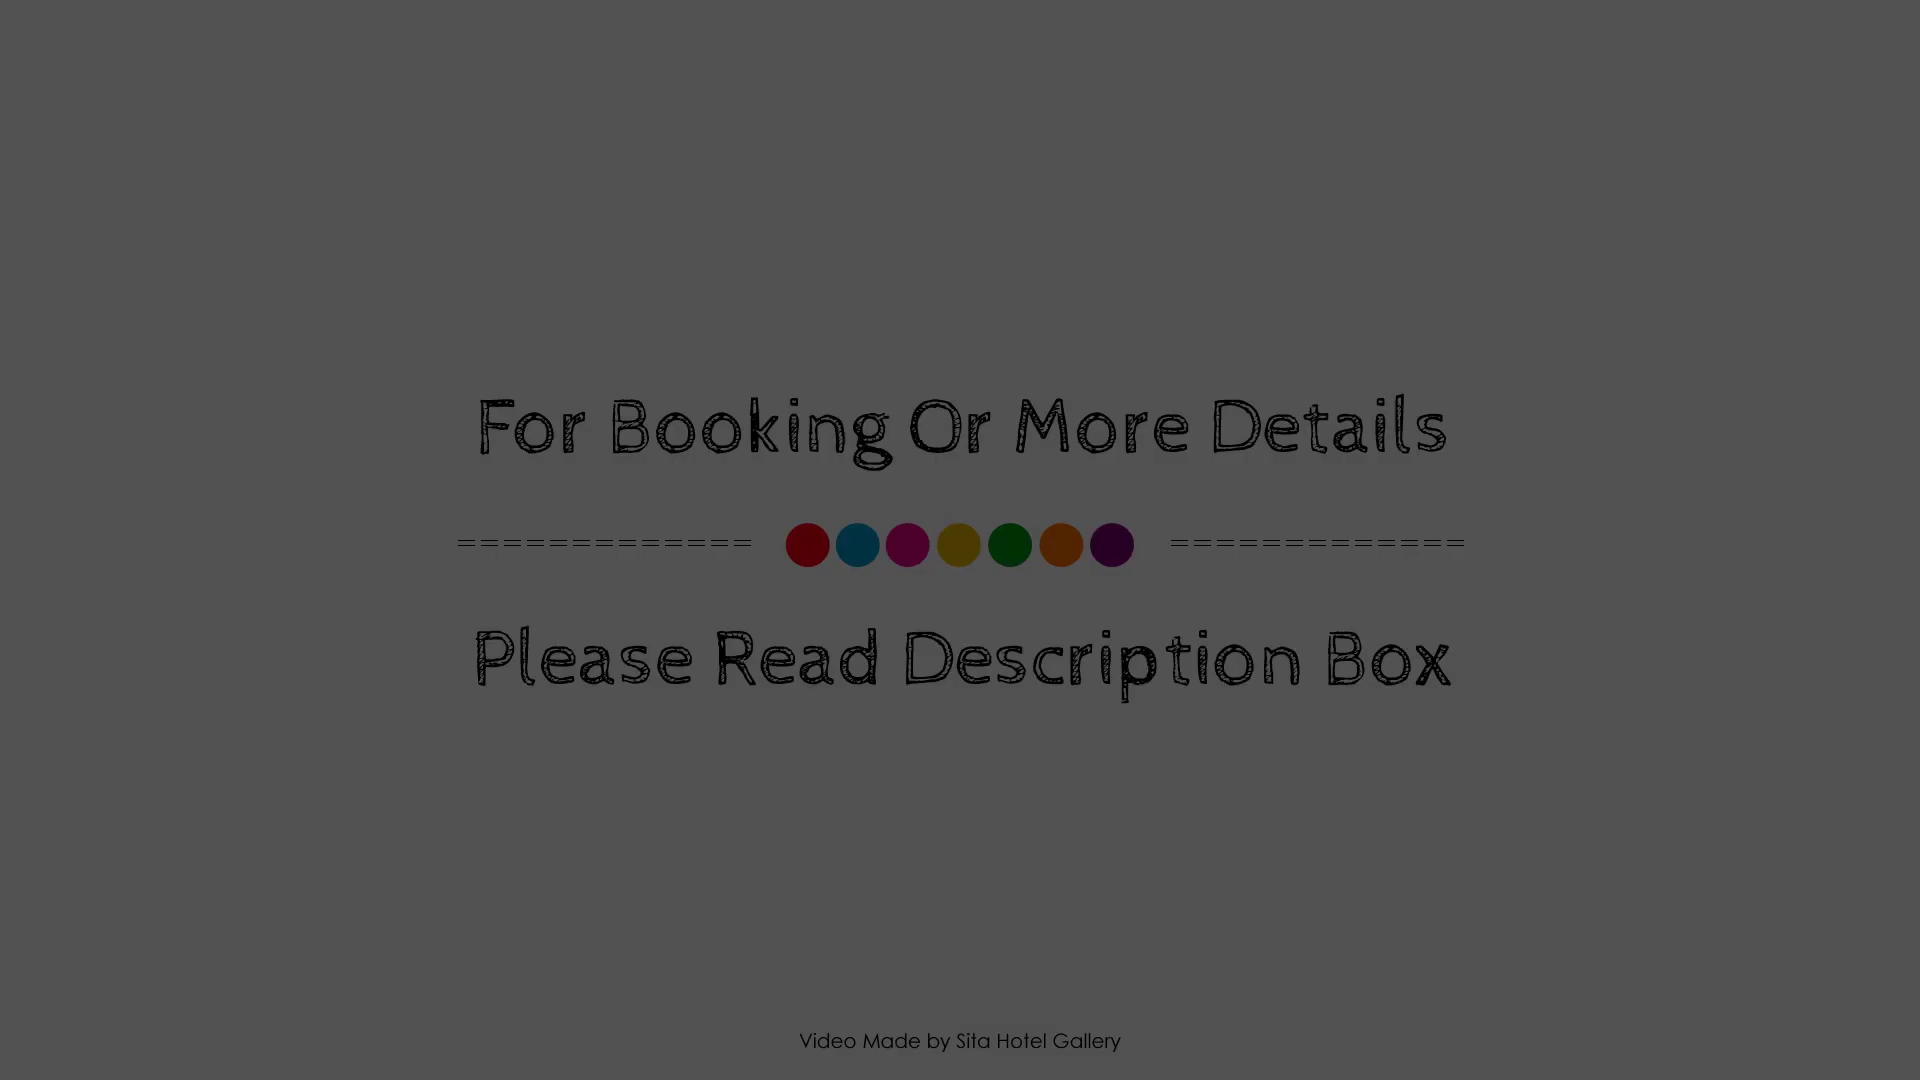 For Booking Or More Details
============= =============
Please Read Description Box
Video Made by Sita Hotel Gallery